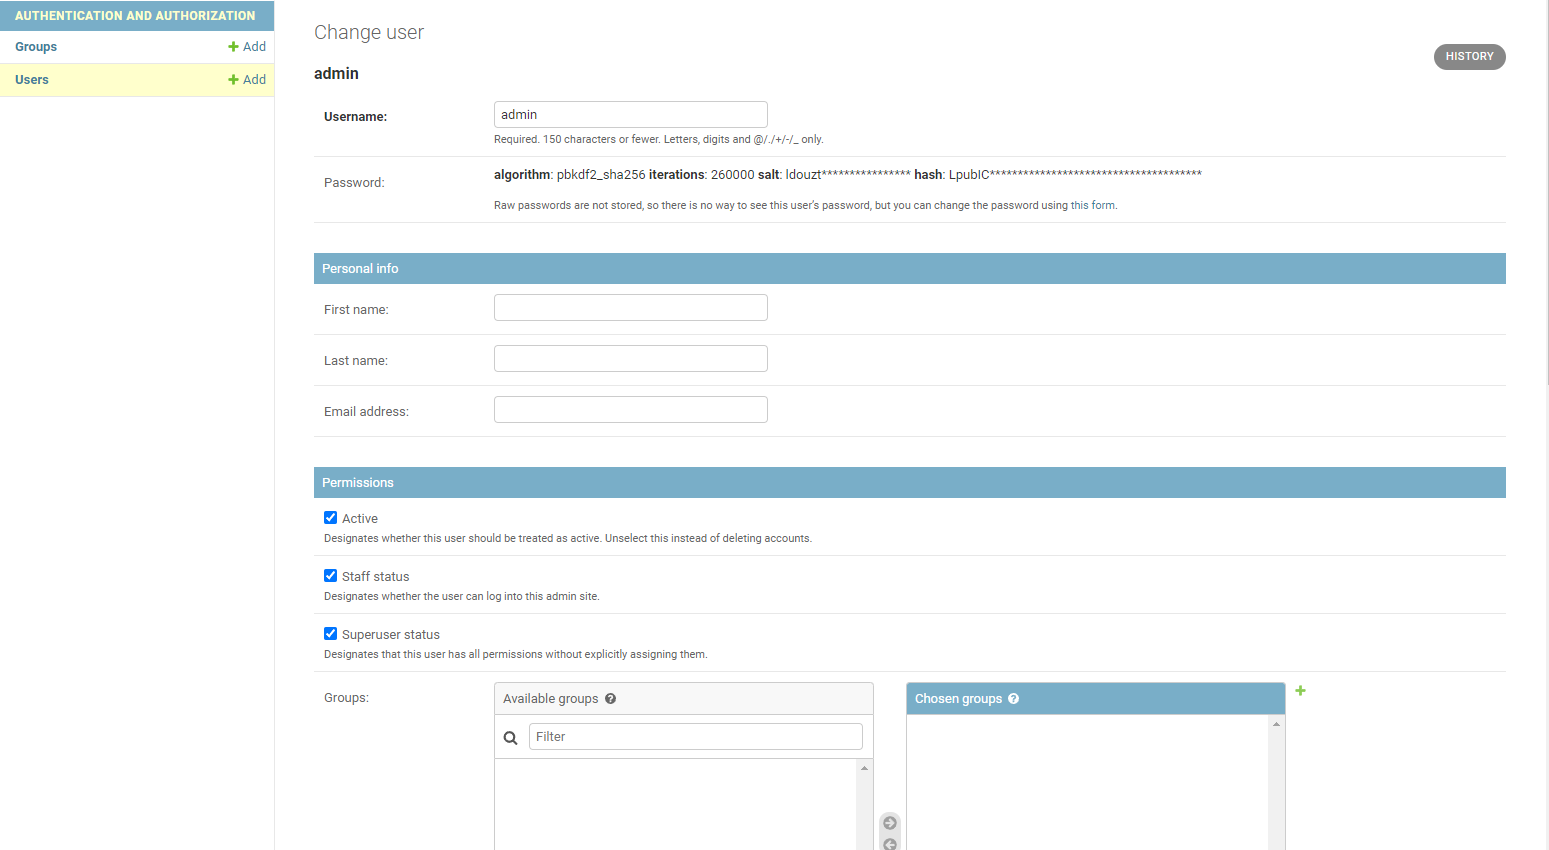 AUTHENTICATION AND AUTHORIZATION
Groups
Add
Users
Add
Change user
HISTORY
admin
Username:
admin
Required. 150 characters or fewer. Letters, digits and @/./+/-/_ only.
Password:
algorithm: pbkdf2_sha256 iterations: 260000 salt: ldouzt**************** hash: LpubIC**************************************
Raw passwords are not stored, so there is no way to see this user's password, but you can change the password using this form.
Personal info
First name:
Last name:
Email address:
Permissions
Active
Designates whether this user should be treated as active. Unselect this instead of deleting accounts.
Staff status
Designates whether the user can log into this admin site.
Superuser status
Designates that this user has all permissions without explicitly assigning them.
Groups:
Available groups ?
Filter
Chosen groups ?